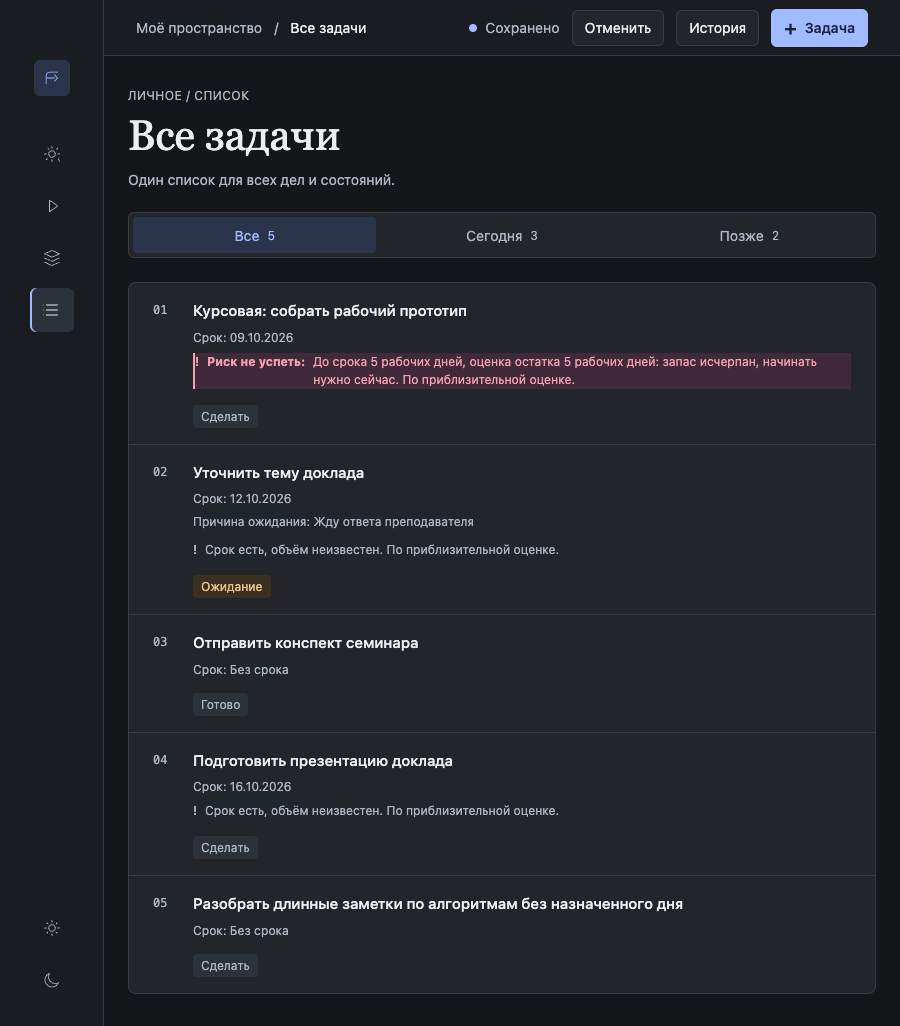 Моё пространство / Все задачи
Сохранено
Отменить
История
+ Задача
ЛИЧНОЕ / СПИСОК
Все задачи
Один список для всех дел и состояний.
Все 5
Сегодня 3
Позже 2
01 Курсовая: собрать рабочий прототип
Срок: 09.10.2026
! Риск не успеть: До срока 5 рабочих дней, оценка остатка 5 рабочих дней: запас исчерпан, начинать
нужно сейчас. По приблизительной оценке.
Сделать
02 Уточнить тему доклада
Срок: 12.10.2026
Причина ожидания: Жду ответа преподавателя
! Срок есть, объём неизвестен. По приблизительной оценке.
Ожидание
03 Отправить конспект семинара
Срок: Без срока
Готово
04 Подготовить презентацию доклада
Срок: 16.10.2026
! Срок есть, объём неизвестен. По приблизительной оценке.
Сделать
05 Разобрать длинные заметки по алгоритмам без назначенного дня
Срок: Без срока
Сделать